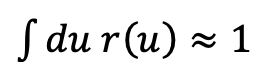 ∫ du r(u) ≈ 1